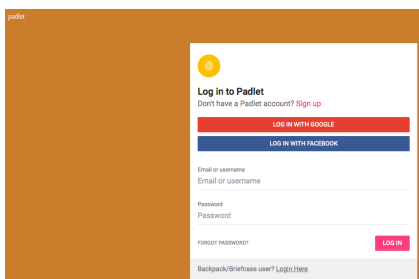 padlet
Log in to Padlet
Don't have a Padlet account? Sign up
LOG IN WITH GOOGLE
LOG IN WITH FACEBOOK
Email or username
Email or username
Password
Password
FORGOT PASSWORD? LOG IN
Backpack/Briefcase user? Login Here